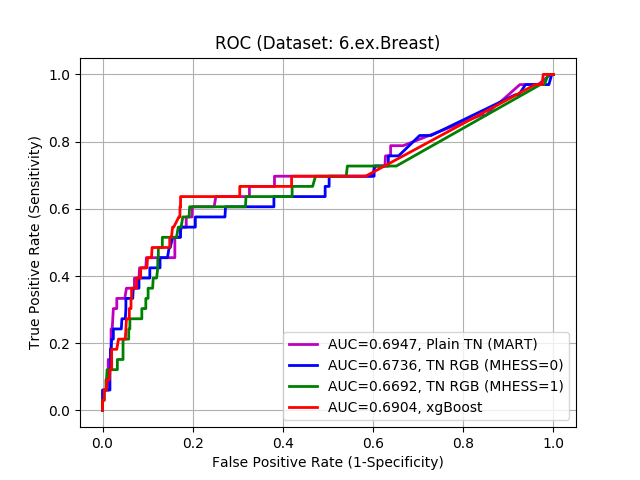 ROC (Dataset: 6.ex.Breast)
True Positive Rate (Sensitivity)
1.0
0.8
0.6
0.4
0.2
0.0
AUC=0.6947, Plain TN (MART)
AUC=0.6736, TN RGB (MHESS=0)
AUC=0.6692, TN RGB (MHESS=1)
AUC=0.6904, xgBoost
0.0 0.2 0.4 0.6 0.8 1.0
False Positive Rate (1-Specificity)